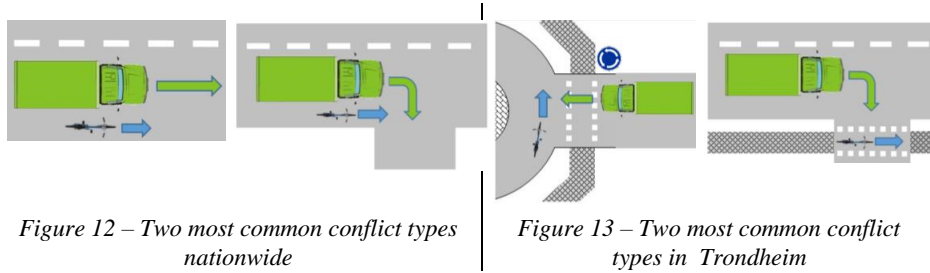 Figure 12 – Two most common conflict types
nationwide
Figure 13 – Two most common conflict
types in Trondheim